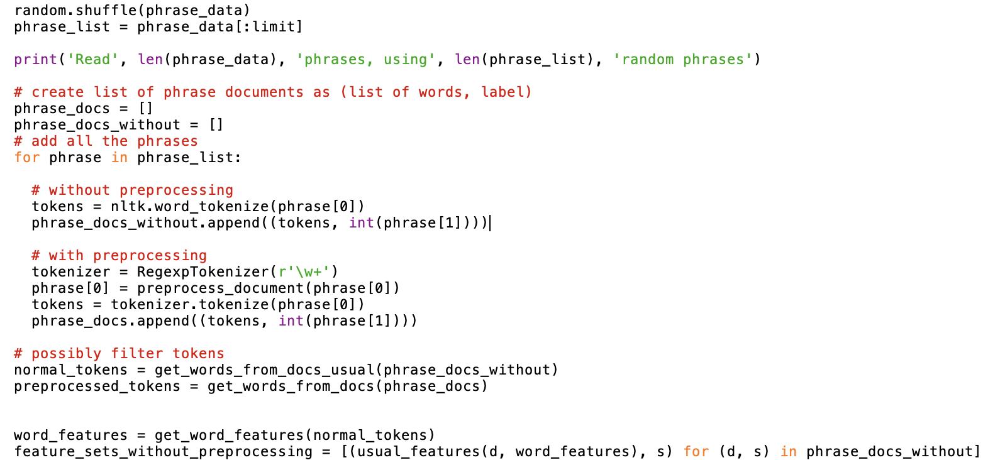 random.shuffle(phrase_data)
phrase_list = phrase_data[:limit]

print('Read', len(phrase_data), 'phrases, using', len(phrase_list), 'random phrases')

# create list of phrase documents as (list of words, label)
phrase_docs = []
phrase_docs_without = []
# add all the phrases
for phrase in phrase_list:

  # without preprocessing
  tokens = nltk.word_tokenize(phrase[0])
  phrase_docs_without.append((tokens, int(phrase[1])))

  # with preprocessing
  tokenizer = RegexpTokenizer(r'\w+')
  phrase[0] = preprocess_document(phrase[0])
  tokens = tokenizer.tokenize(phrase[0])
  phrase_docs.append((tokens, int(phrase[1])))

# possibly filter tokens
normal_tokens = get_words_from_docs_usual(phrase_docs_without)
preprocessed_tokens = get_words_from_docs(phrase_docs)


word_features = get_word_features(normal_tokens)
feature_sets_without_preprocessing = [(usual_features(d, word_features), s) for (d, s) in phrase_docs_without]